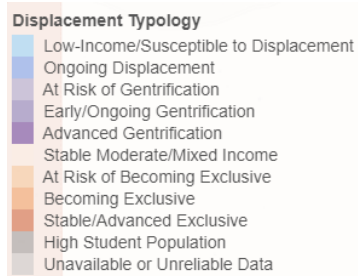 Displacement Typology
Low-Income/Susceptible to Displacement
Ongoing Displacement
At Risk of Gentrification
Early/Ongoing Gentrification
Advanced Gentrification
Stable Moderate/Mixed Income
At Risk of Becoming Exclusive
Becoming Exclusive
Stable/Advanced Exclusive
High Student Population
Unavailable or Unreliable Data